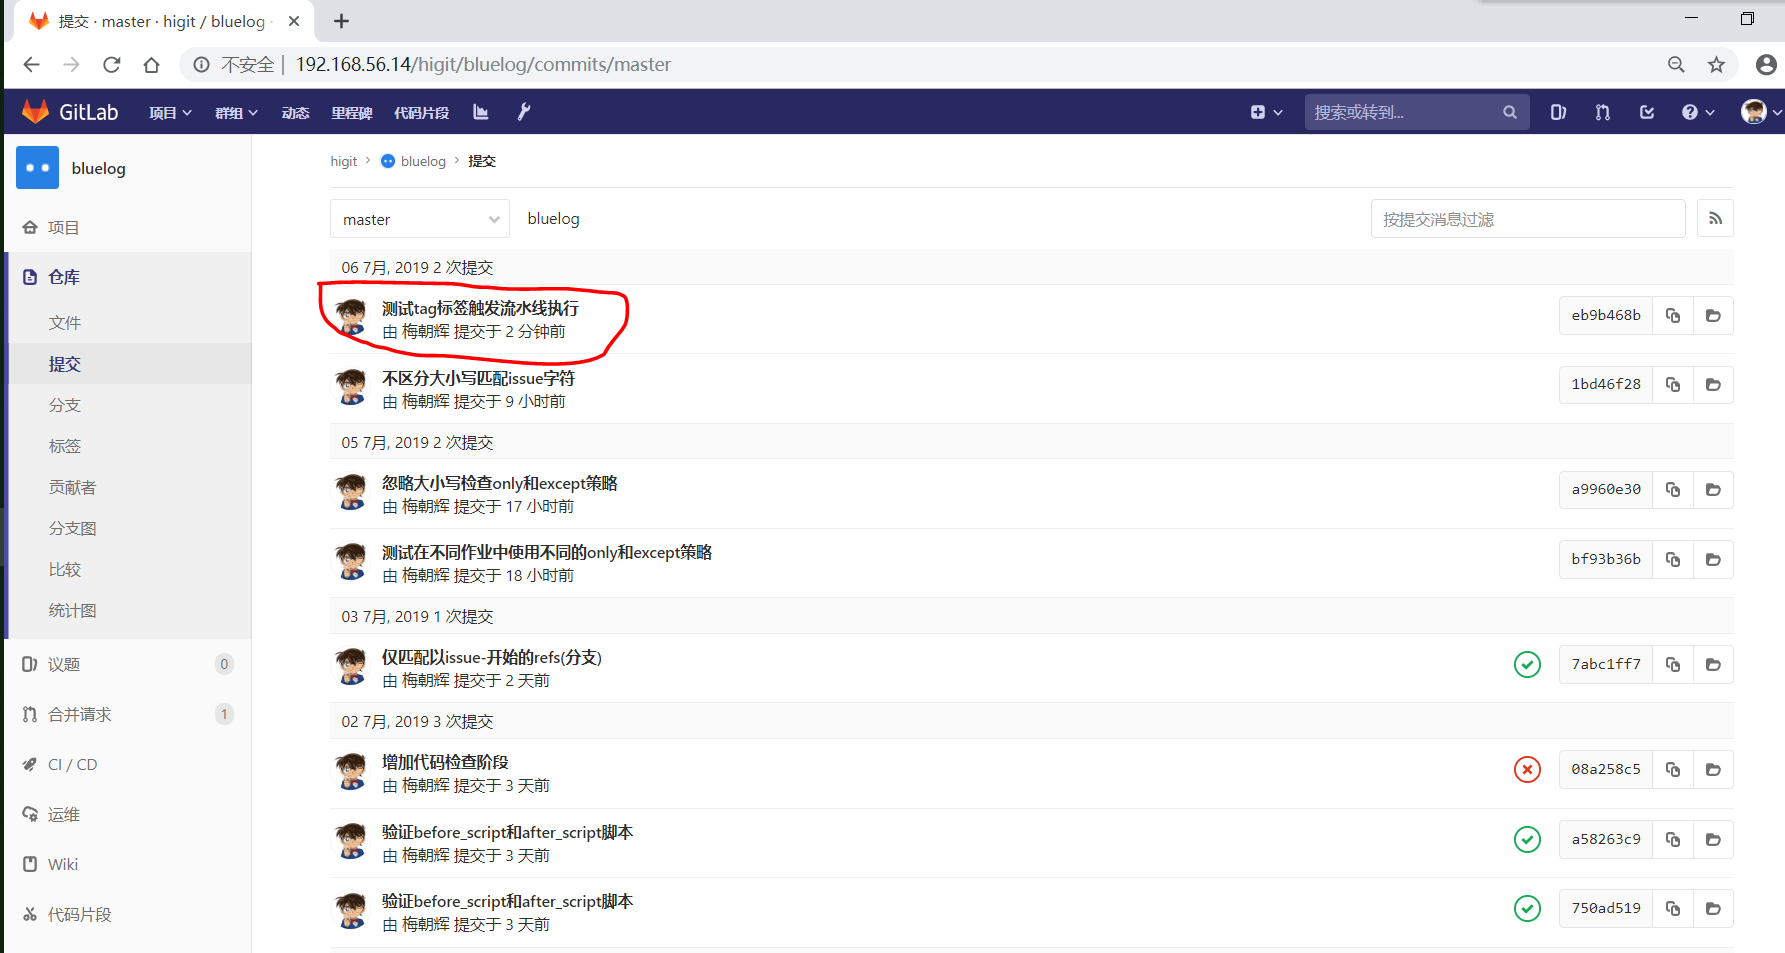 提交 · master · higit / bluelog ·
不安全 | 192.168.56.14/higit/bluelog/commits/master
GitLab 项目 群组 动态 里程碑 代码片段 搜索或转到...
bluelog
项目
仓库
文件
提交
分支
标签
贡献者
分支图
比较
统计图
议题 0
合并请求 1
CI / CD
运维
Wiki
代码片段
higit › bluelog › 提交
master bluelog 按提交消息过滤
06 7月, 2019 2 次提交
测试tag标签触发流水线执行
由 梅朝辉 提交于 2 分钟前
eb9b468b
不区分大小写匹配issue字符
由 梅朝辉 提交于 9 小时前
1bd46f28
05 7月, 2019 2 次提交
忽略大小写检查only和except策略
由 梅朝辉 提交于 17 小时前
a9960e30
测试在不同作业中使用不同的only和except策略
由 梅朝辉 提交于 18 小时前
bf93b36b
03 7月, 2019 1 次提交
仅匹配以issue-开始的refs(分支)
由 梅朝辉 提交于 2 天前
7abc1ff7
02 7月, 2019 3 次提交
增加代码检查阶段
由 梅朝辉 提交于 3 天前
08a258c5
验证before_script和after_script脚本
由 梅朝辉 提交于 3 天前
a58263c9
验证before_script和after_script脚本
由 梅朝辉 提交于 3 天前
750ad519